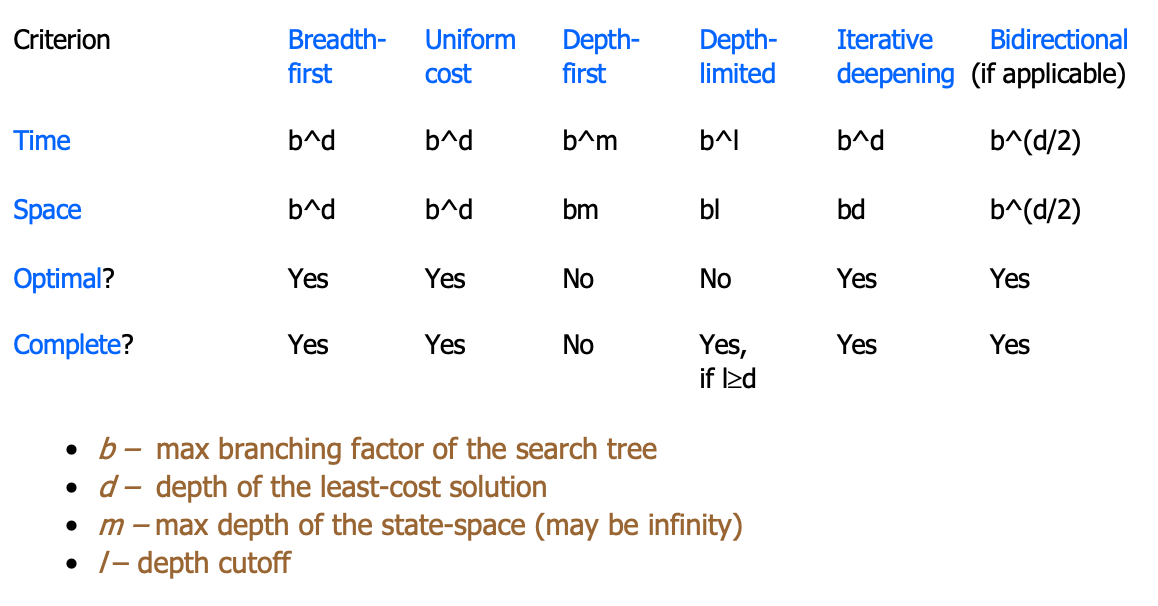 Criterion Breadth- Uniform Depth- Depth- Iterative Bidirectional
first cost first limited deepening (if applicable)
Time b^d b^d b^m b^l b^d b^(d/2)
Space b^d b^d bm bl bd b^(d/2)
Optimal? Yes Yes No No Yes Yes
Complete? Yes Yes No Yes, Yes Yes
if l≥d
• b – max branching factor of the search tree
• d – depth of the least-cost solution
• m – max depth of the state-space (may be infinity)
• l – depth cutoff